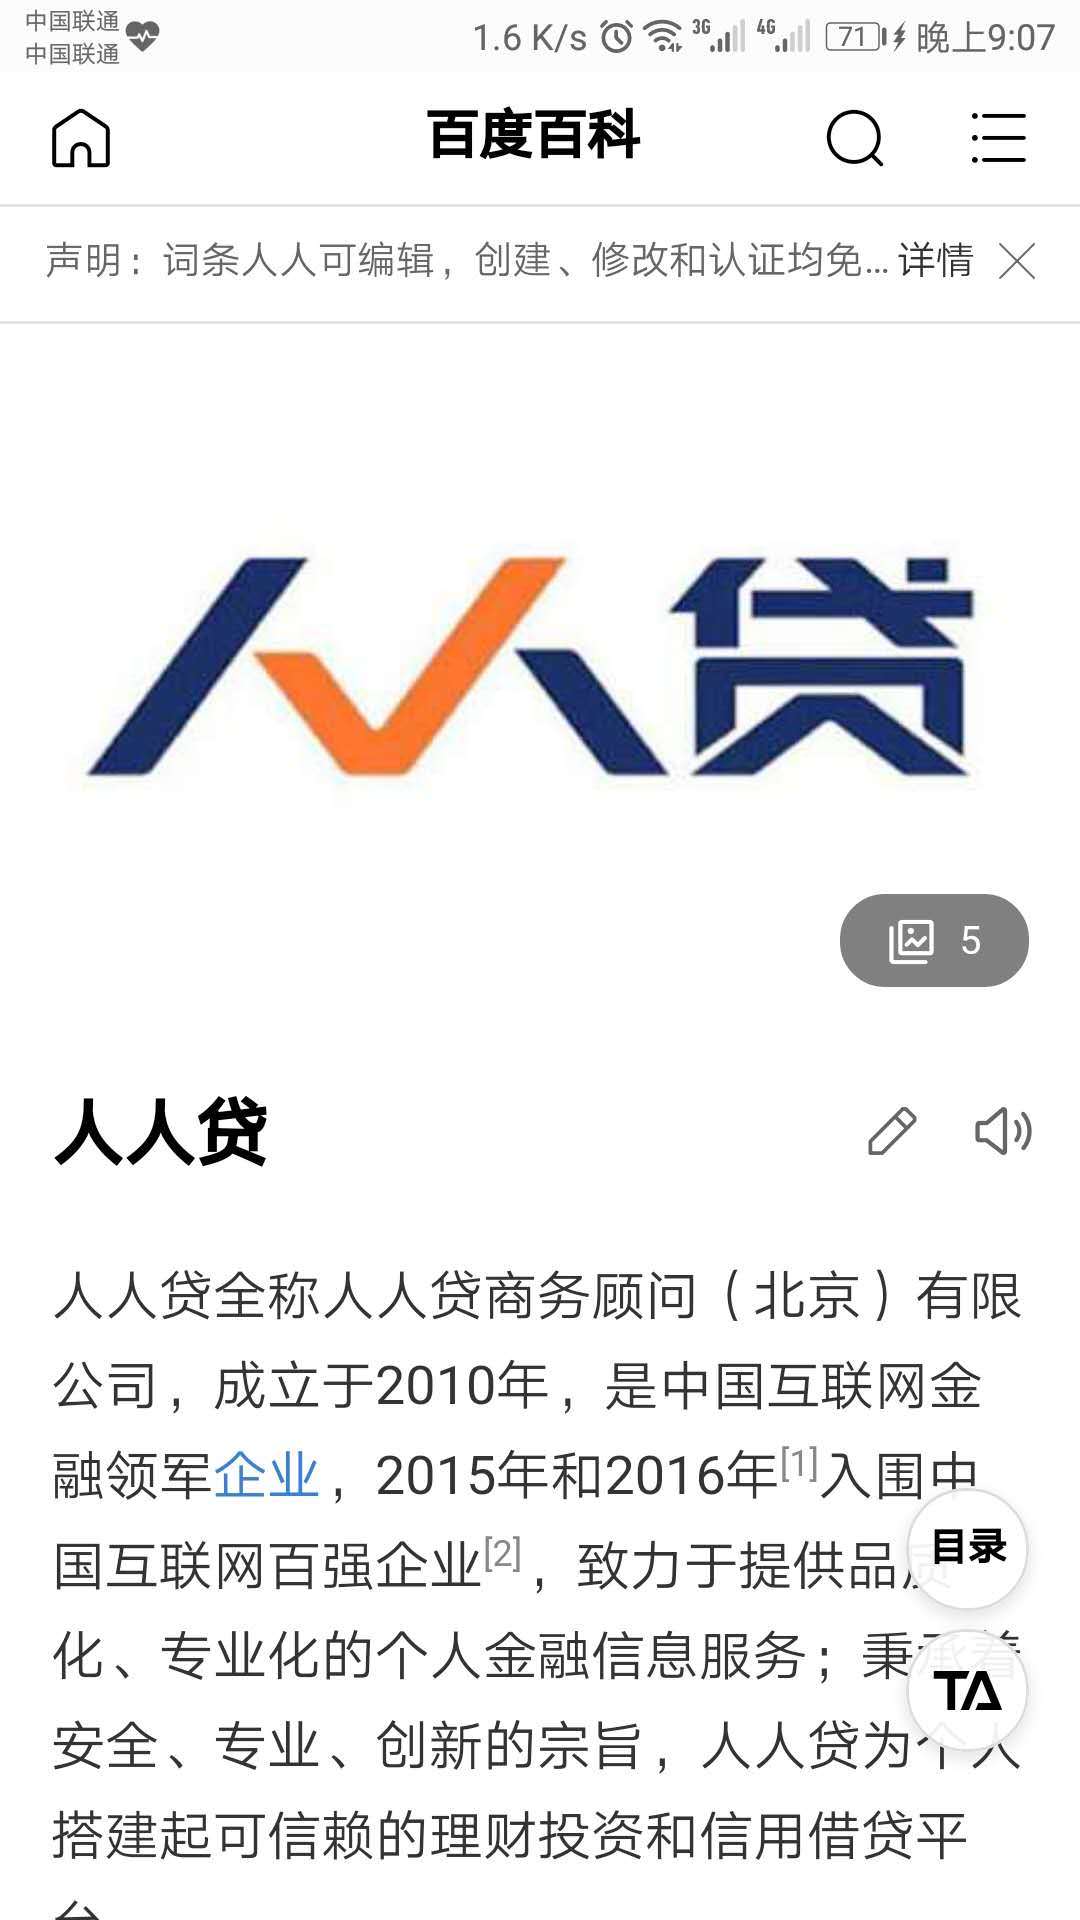 中国联通
中国联通
1.6 K/s 3G 4G 71 晚上9:07
百度百科
声明：词条人人可编辑，创建、修改和认证均免... 详情
人人贷
5
人人贷
人人贷全称人人贷商务顾问（北京）有限
公司，成立于2010年，是中国互联网金
融领军企业，2015年和2016年[1]入围中
国互联网百强企业[2]，致力于提供品质
化、专业化的个人金融信息服务；秉承着
安全、专业、创新的宗旨，人人贷为个人
搭建起可信赖的理财投资和信用借贷平
目录
TA